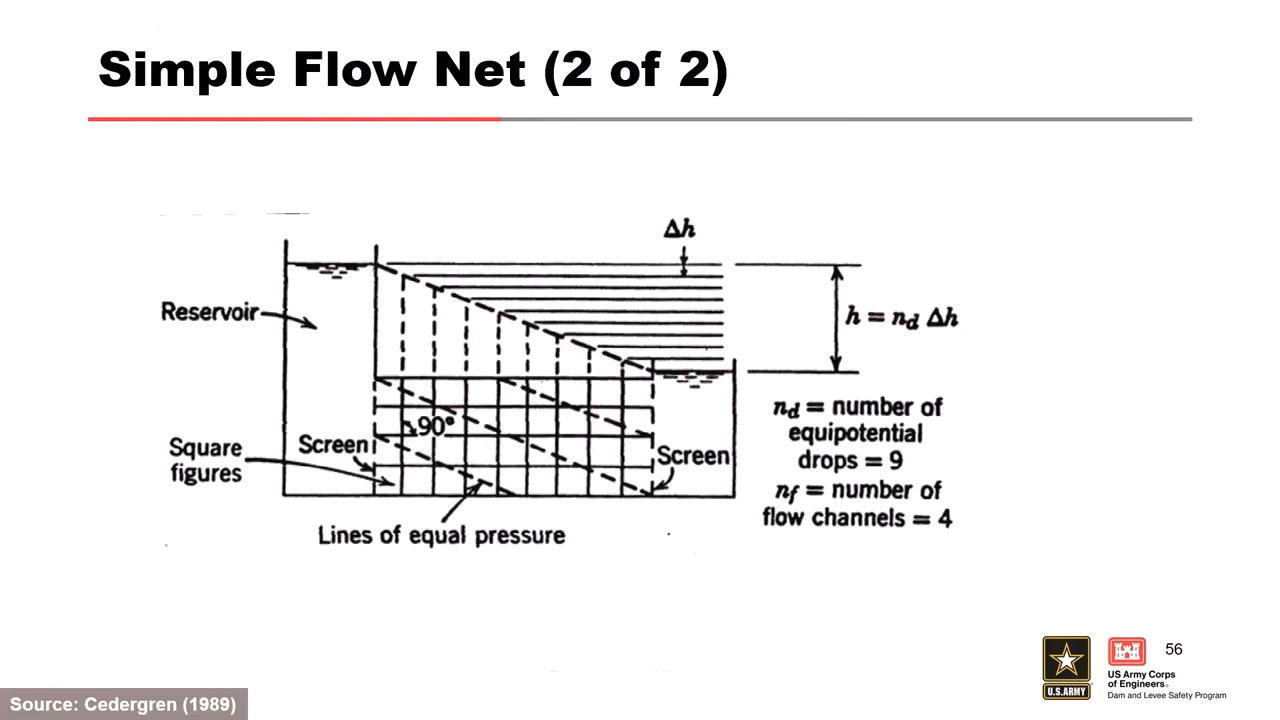 Simple Flow Net (2 of 2)
Δh
Reservoir
h = n_d Δh
n_d = number of
equipotential
drops = 9
n_f = number of
flow channels = 4
90°
Square
figures
Screen
Screen
Lines of equal pressure
56
U.S.ARMY
US Army Corps
of Engineers®
Dam and Levee Safety Program
Source: Cedergren (1989)